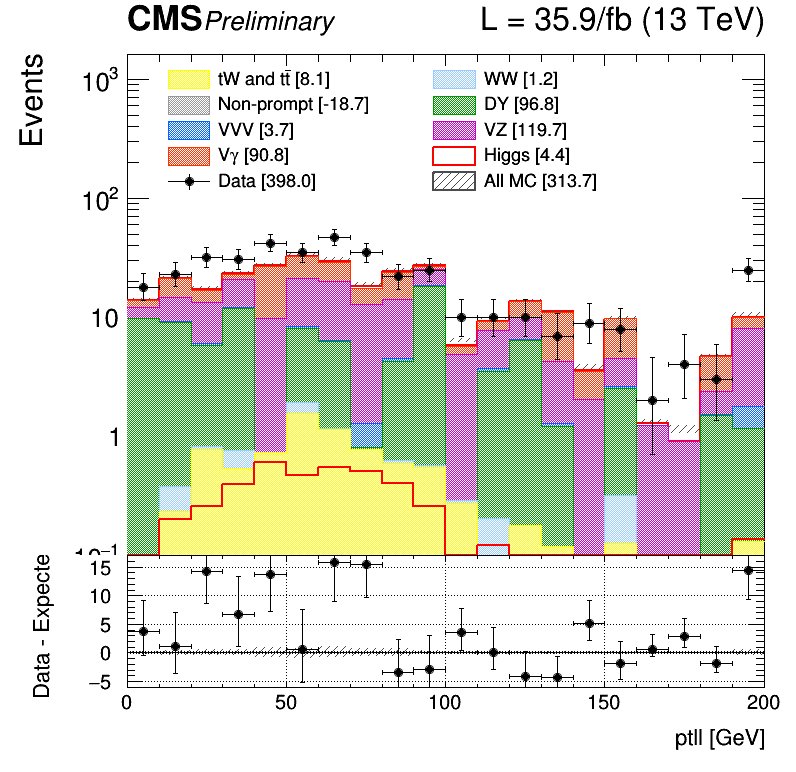 CMS Preliminary L = 35.9/fb (13 TeV)
Events
tW and tt̄ [8.1] WW [1.2]
Non-prompt [-18.7] DY [96.8]
VVV [3.7] VZ [119.7]
Vγ [90.8] Higgs [4.4]
Data [398.0] All MC [313.7]
10³
10²
10
1
10⁻¹
Data - Expecte
15
10
5
0
−5
0 50 100 150 200
ptll [GeV]